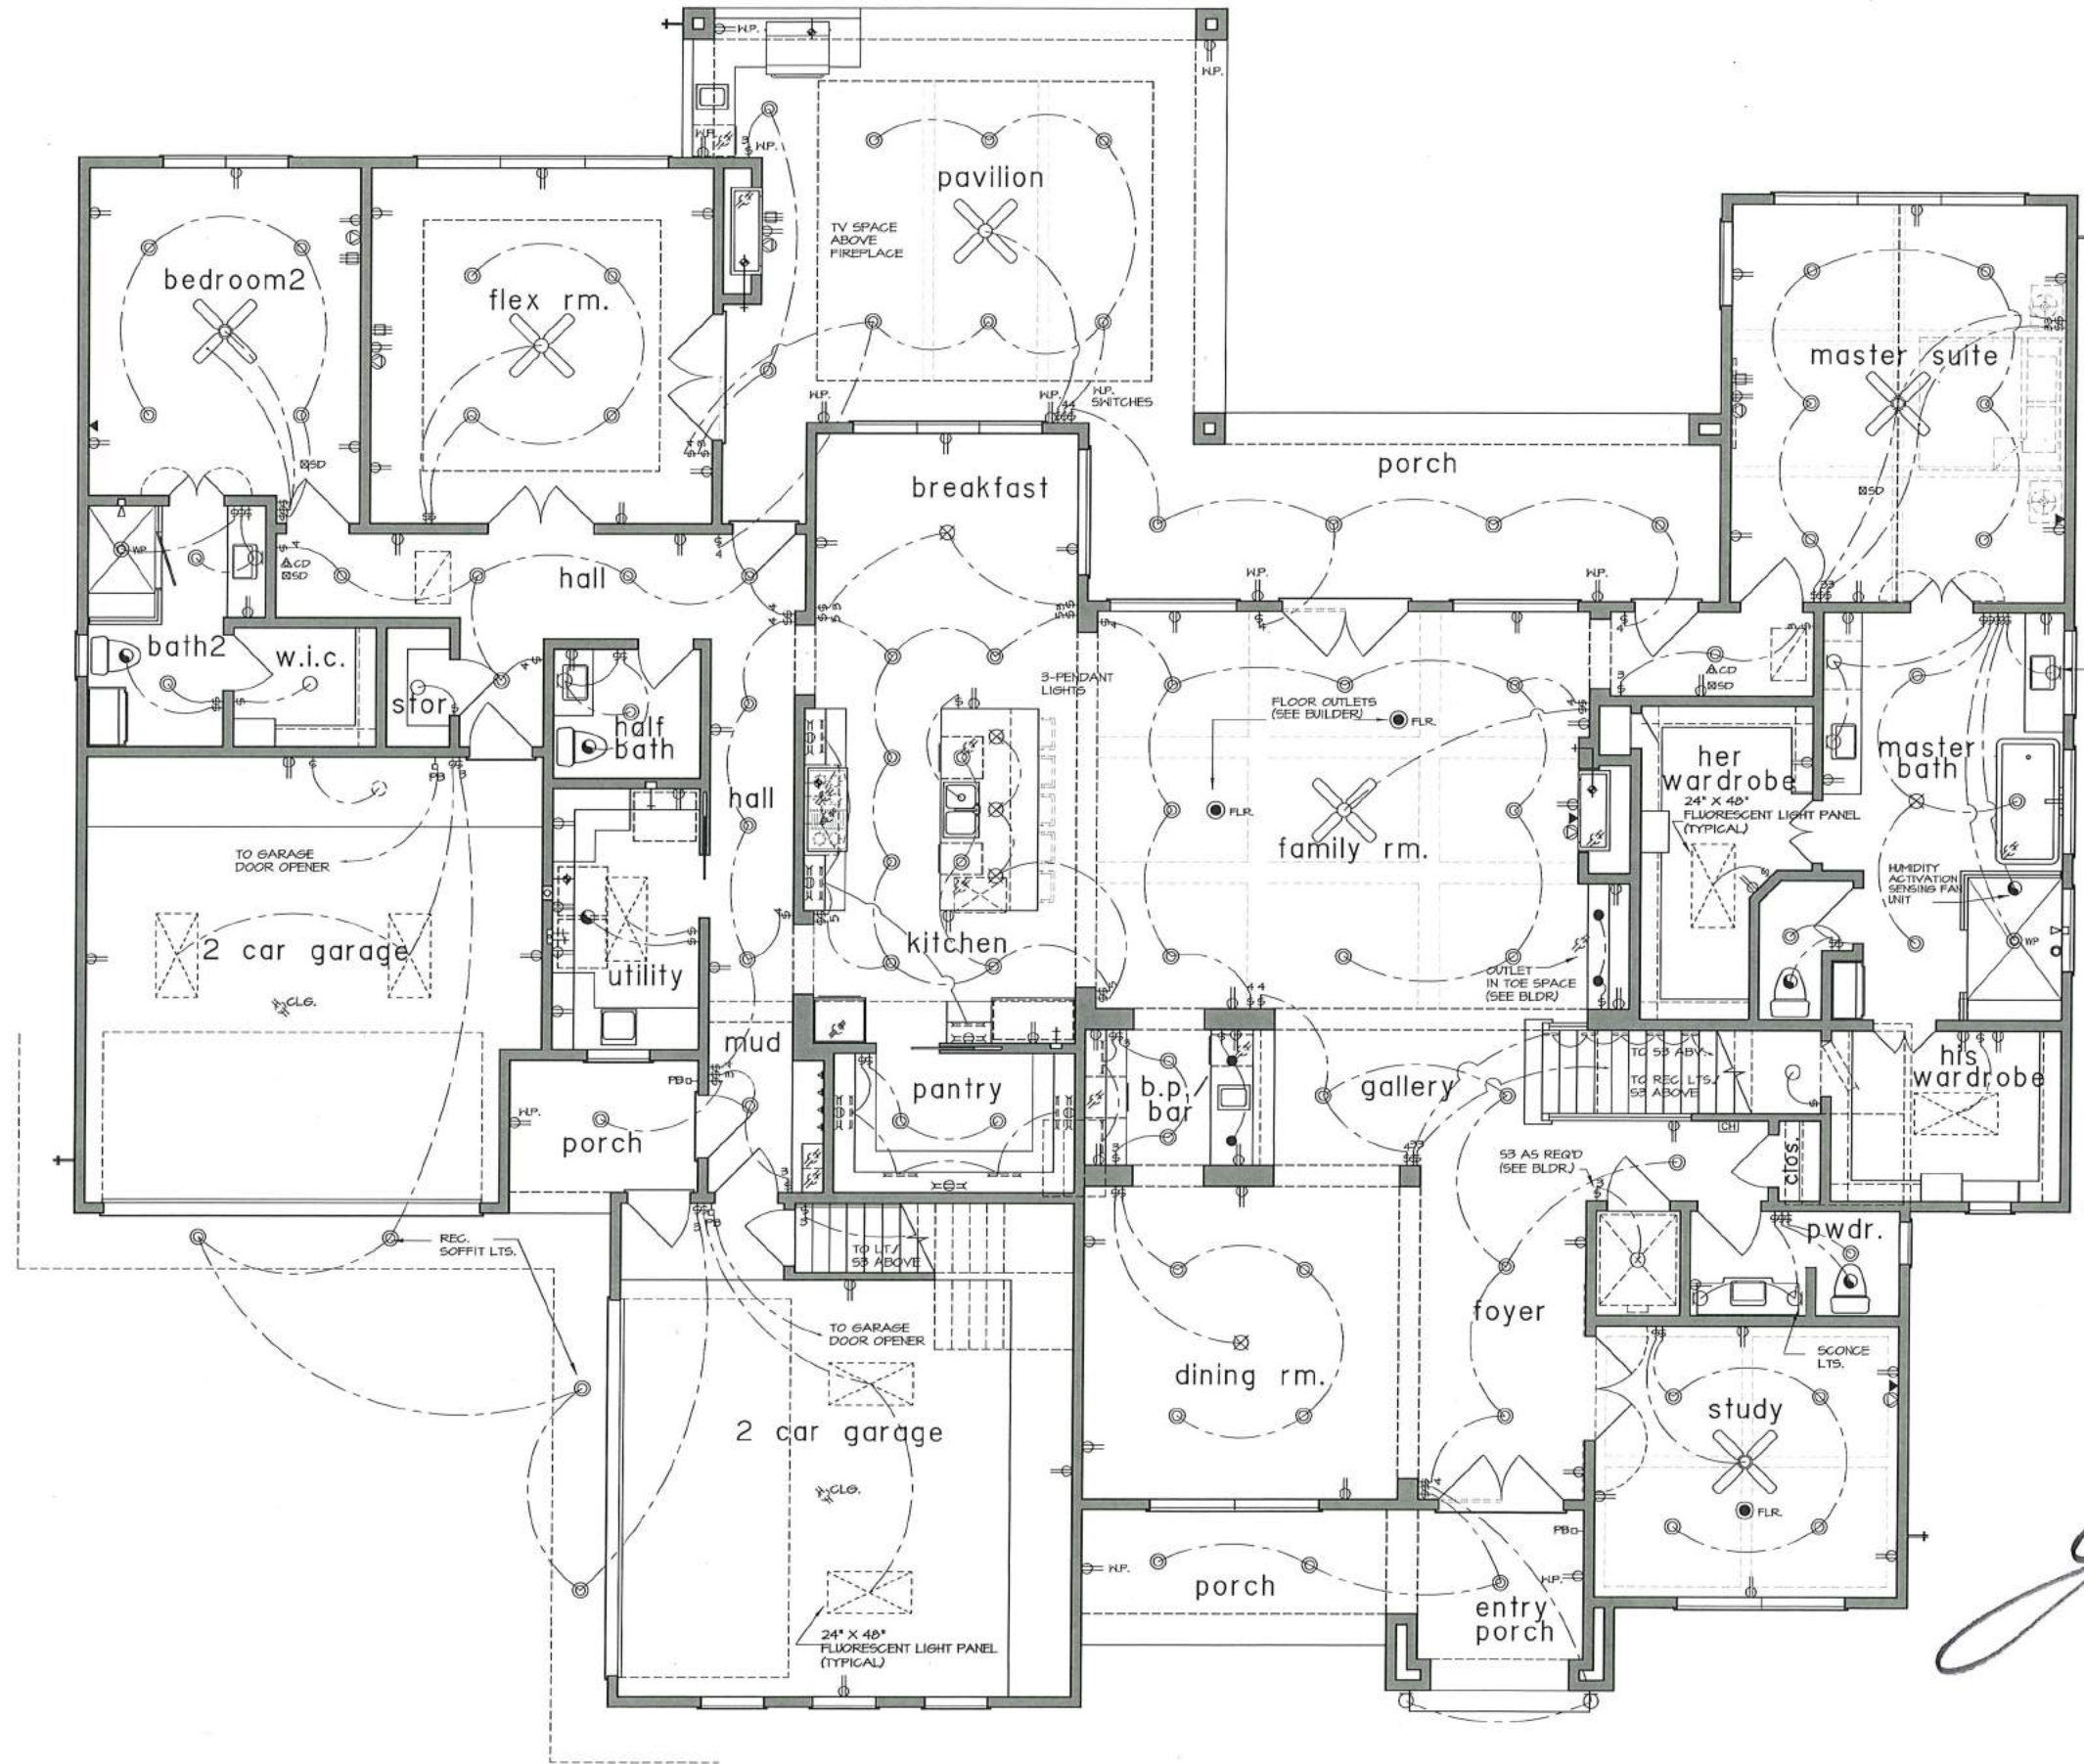 W.P.
W.P.
W.P.
W.P.
pavilion
TV SPACE
ABOVE
FIREPLACE
bedroom2
flex rm.
master suite
W.P.
W.P.
W.P.
SWITCHES
porch
breakfast
SD
SD
WP
CD
SD
hall
W.P.
W.P.
bath2
w.i.c.
stor.
half
bath
3-PENDANT
LIGHTS
FLOOR OUTLETS
(SEE BUILDER)
FLR.
CD
SD
her
wardrobe
24" X 48"
FLUORESCENT LIGHT PANEL
(TYPICAL)
master
bath
PB
hall
FLR.
family rm.
TO GARAGE
DOOR OPENER
HUMIDITY
ACTIVATION
SENSING FAN
UNIT
2 car garage
CLG.
utility
kitchen
WP
OUTLET
IN TOE SPACE
(SEE BLDR)
mud
PB
pantry
b.p.
bar
gallery
TO S3 ABV.
TO REC. LTS./
S3 ABOVE
his
wardrobe
W.P.
porch
CH
S3 AS REQ'D
(SEE BLDR.)
clos.
PB
REC.
SOFFIT LTS.
TO LT./
S3 ABOVE
pwdr.
foyer
TO GARAGE
DOOR OPENER
SCONCE
LTS.
dining rm.
study
2 car garage
CLG.
FLR.
PB
W.P.
porch
W.P.
entry
porch
24" X 48"
FLUORESCENT LIGHT PANEL
(TYPICAL)